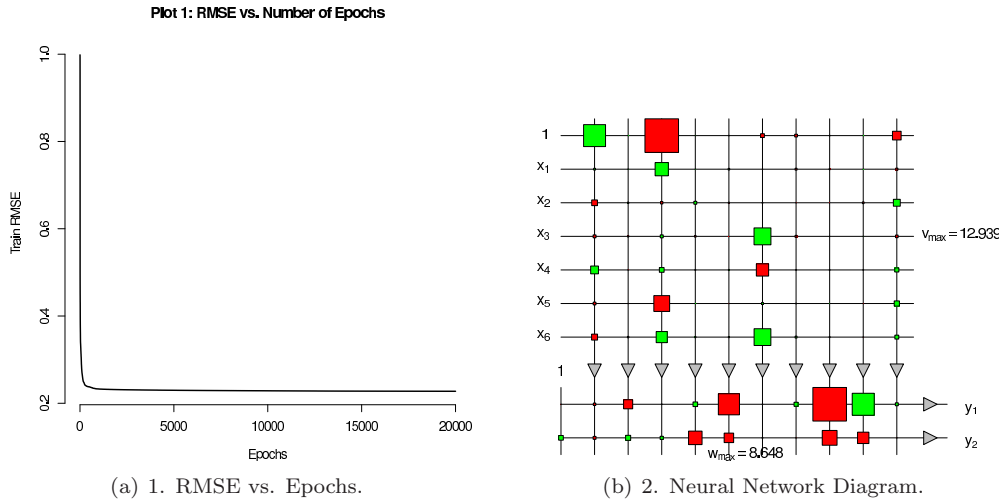 Plot 1: RMSE vs. Number of Epochs
1.0
0.8
0.6
0.4
0.2
Train RMSE
0
5000
10000
15000
20000
Epochs
(a) 1. RMSE vs. Epochs.
1
x1
x2
x3
x4
x5
x6
vmax = 12.939
1
y1
y2
wmax = 8.648
(b) 2. Neural Network Diagram.